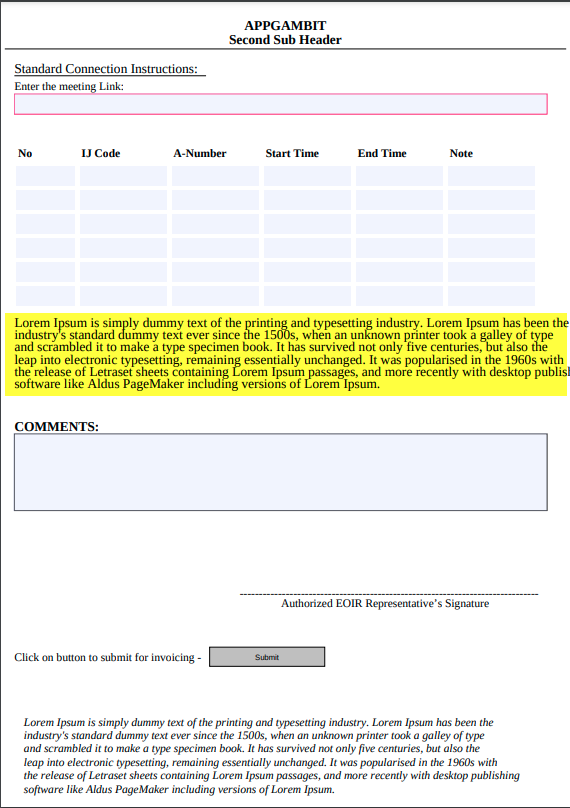 APPGAMBIT
Second Sub Header
Standard Connection Instructions:
Enter the meeting Link:
No IJ Code A-Number Start Time End Time Note
Lorem Ipsum is simply dummy text of the printing and typesetting industry. Lorem Ipsum has been the
industry's standard dummy text ever since the 1500s, when an unknown printer took a galley of type
and scrambled it to make a type specimen book. It has survived not only five centuries, but also the
leap into electronic typesetting, remaining essentially unchanged. It was popularised in the 1960s with
the release of Letraset sheets containing Lorem Ipsum passages, and more recently with desktop publish
software like Aldus PageMaker including versions of Lorem Ipsum.
COMMENTS:
Authorized EOIR Representative’s Signature
Click on button to submit for invoicing - Submit
Lorem Ipsum is simply dummy text of the printing and typesetting industry. Lorem Ipsum has been the
industry's standard dummy text ever since the 1500s, when an unknown printer took a galley of type
and scrambled it to make a type specimen book. It has survived not only five centuries, but also the
leap into electronic typesetting, remaining essentially unchanged. It was popularised in the 1960s with
the release of Letraset sheets containing Lorem Ipsum passages, and more recently with desktop publishing
software like Aldus PageMaker including versions of Lorem Ipsum.